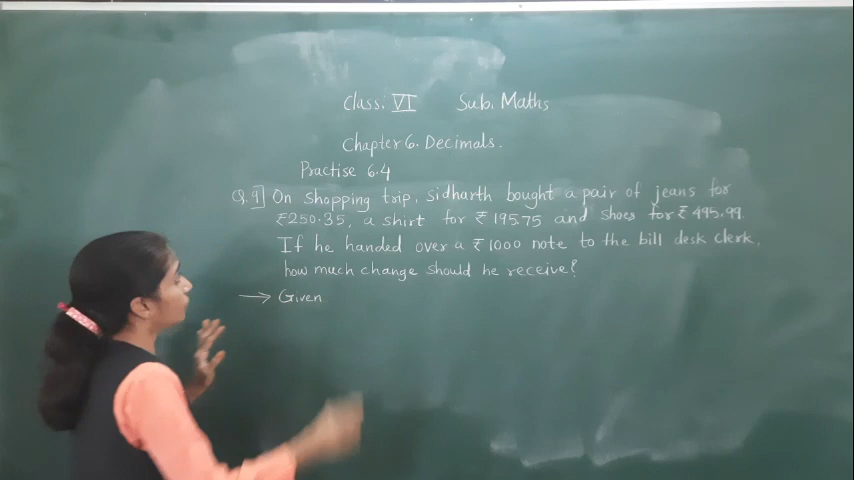 Class: VI Sub. Maths
Chapter 6. Decimals.
Practise 6.4
Q.9] On shopping trip, Sidharth bought a pair of jeans for
₹250.35, a shirt for ₹195.75 and shoes for ₹495.99.
If he handed over a ₹1000 note to the bill desk clerk,
how much change should he receive?
→ Given